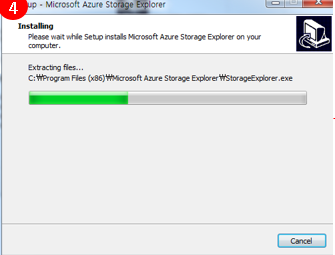 4
up - Microsoft Azure Storage Explorer
Installing
Please wait while Setup installs Microsoft Azure Storage Explorer on your
computer.
Extracting files...
C:₩Program Files (x86)₩Microsoft Azure Storage Explorer₩StorageExplorer.exe
Cancel